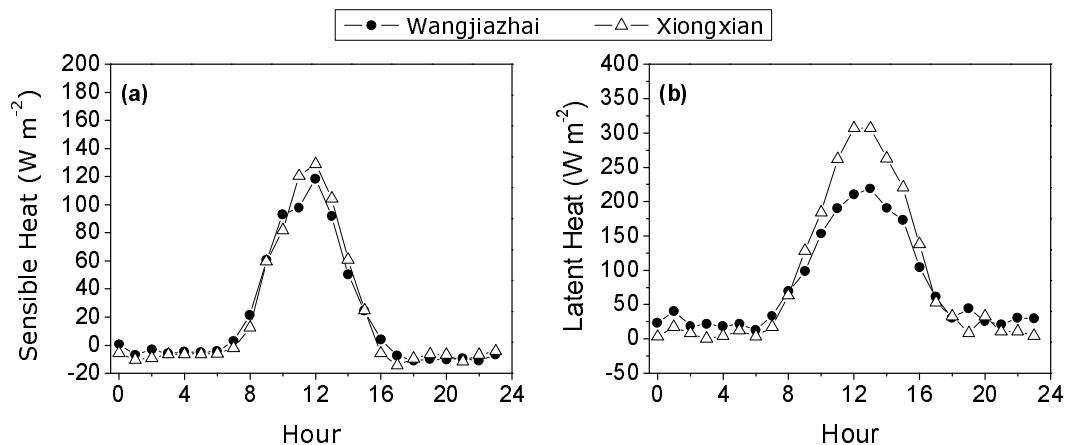 Wangjiazhai Xiongxian
(a)
Sensible Heat (W m-2)
200
180
160
140
120
100
80
60
40
20
0
-20
0 4 8 12 16 20 24
Hour
(b)
Latent Heat (W m-2)
400
350
300
250
200
150
100
50
0
-50
0 4 8 12 16 20 24
Hour